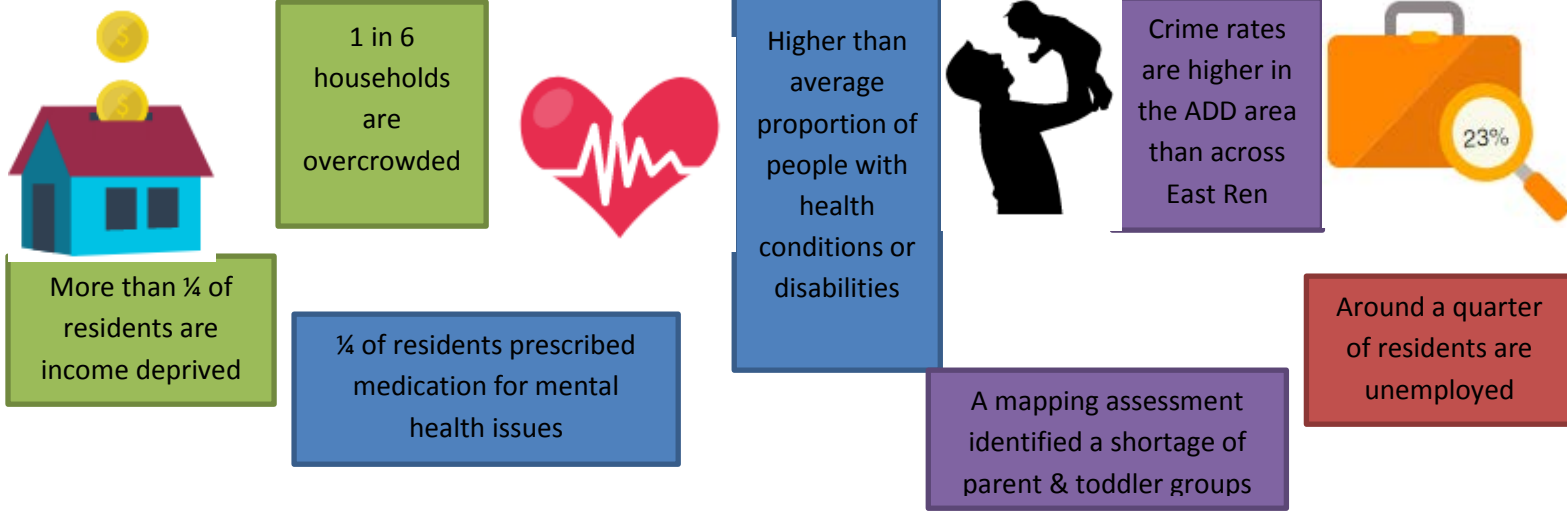 1 in 6
households
are
overcrowded
More than ¼ of
residents are
income deprived
¼ of residents prescribed
medication for mental
health issues
Higher than
average
proportion of
people with
health
conditions or
disabilities
Crime rates
are higher in
the ADD area
than across
East Ren
A mapping assessment
identified a shortage of
parent & toddler groups
23%
Around a quarter
of residents are
unemployed